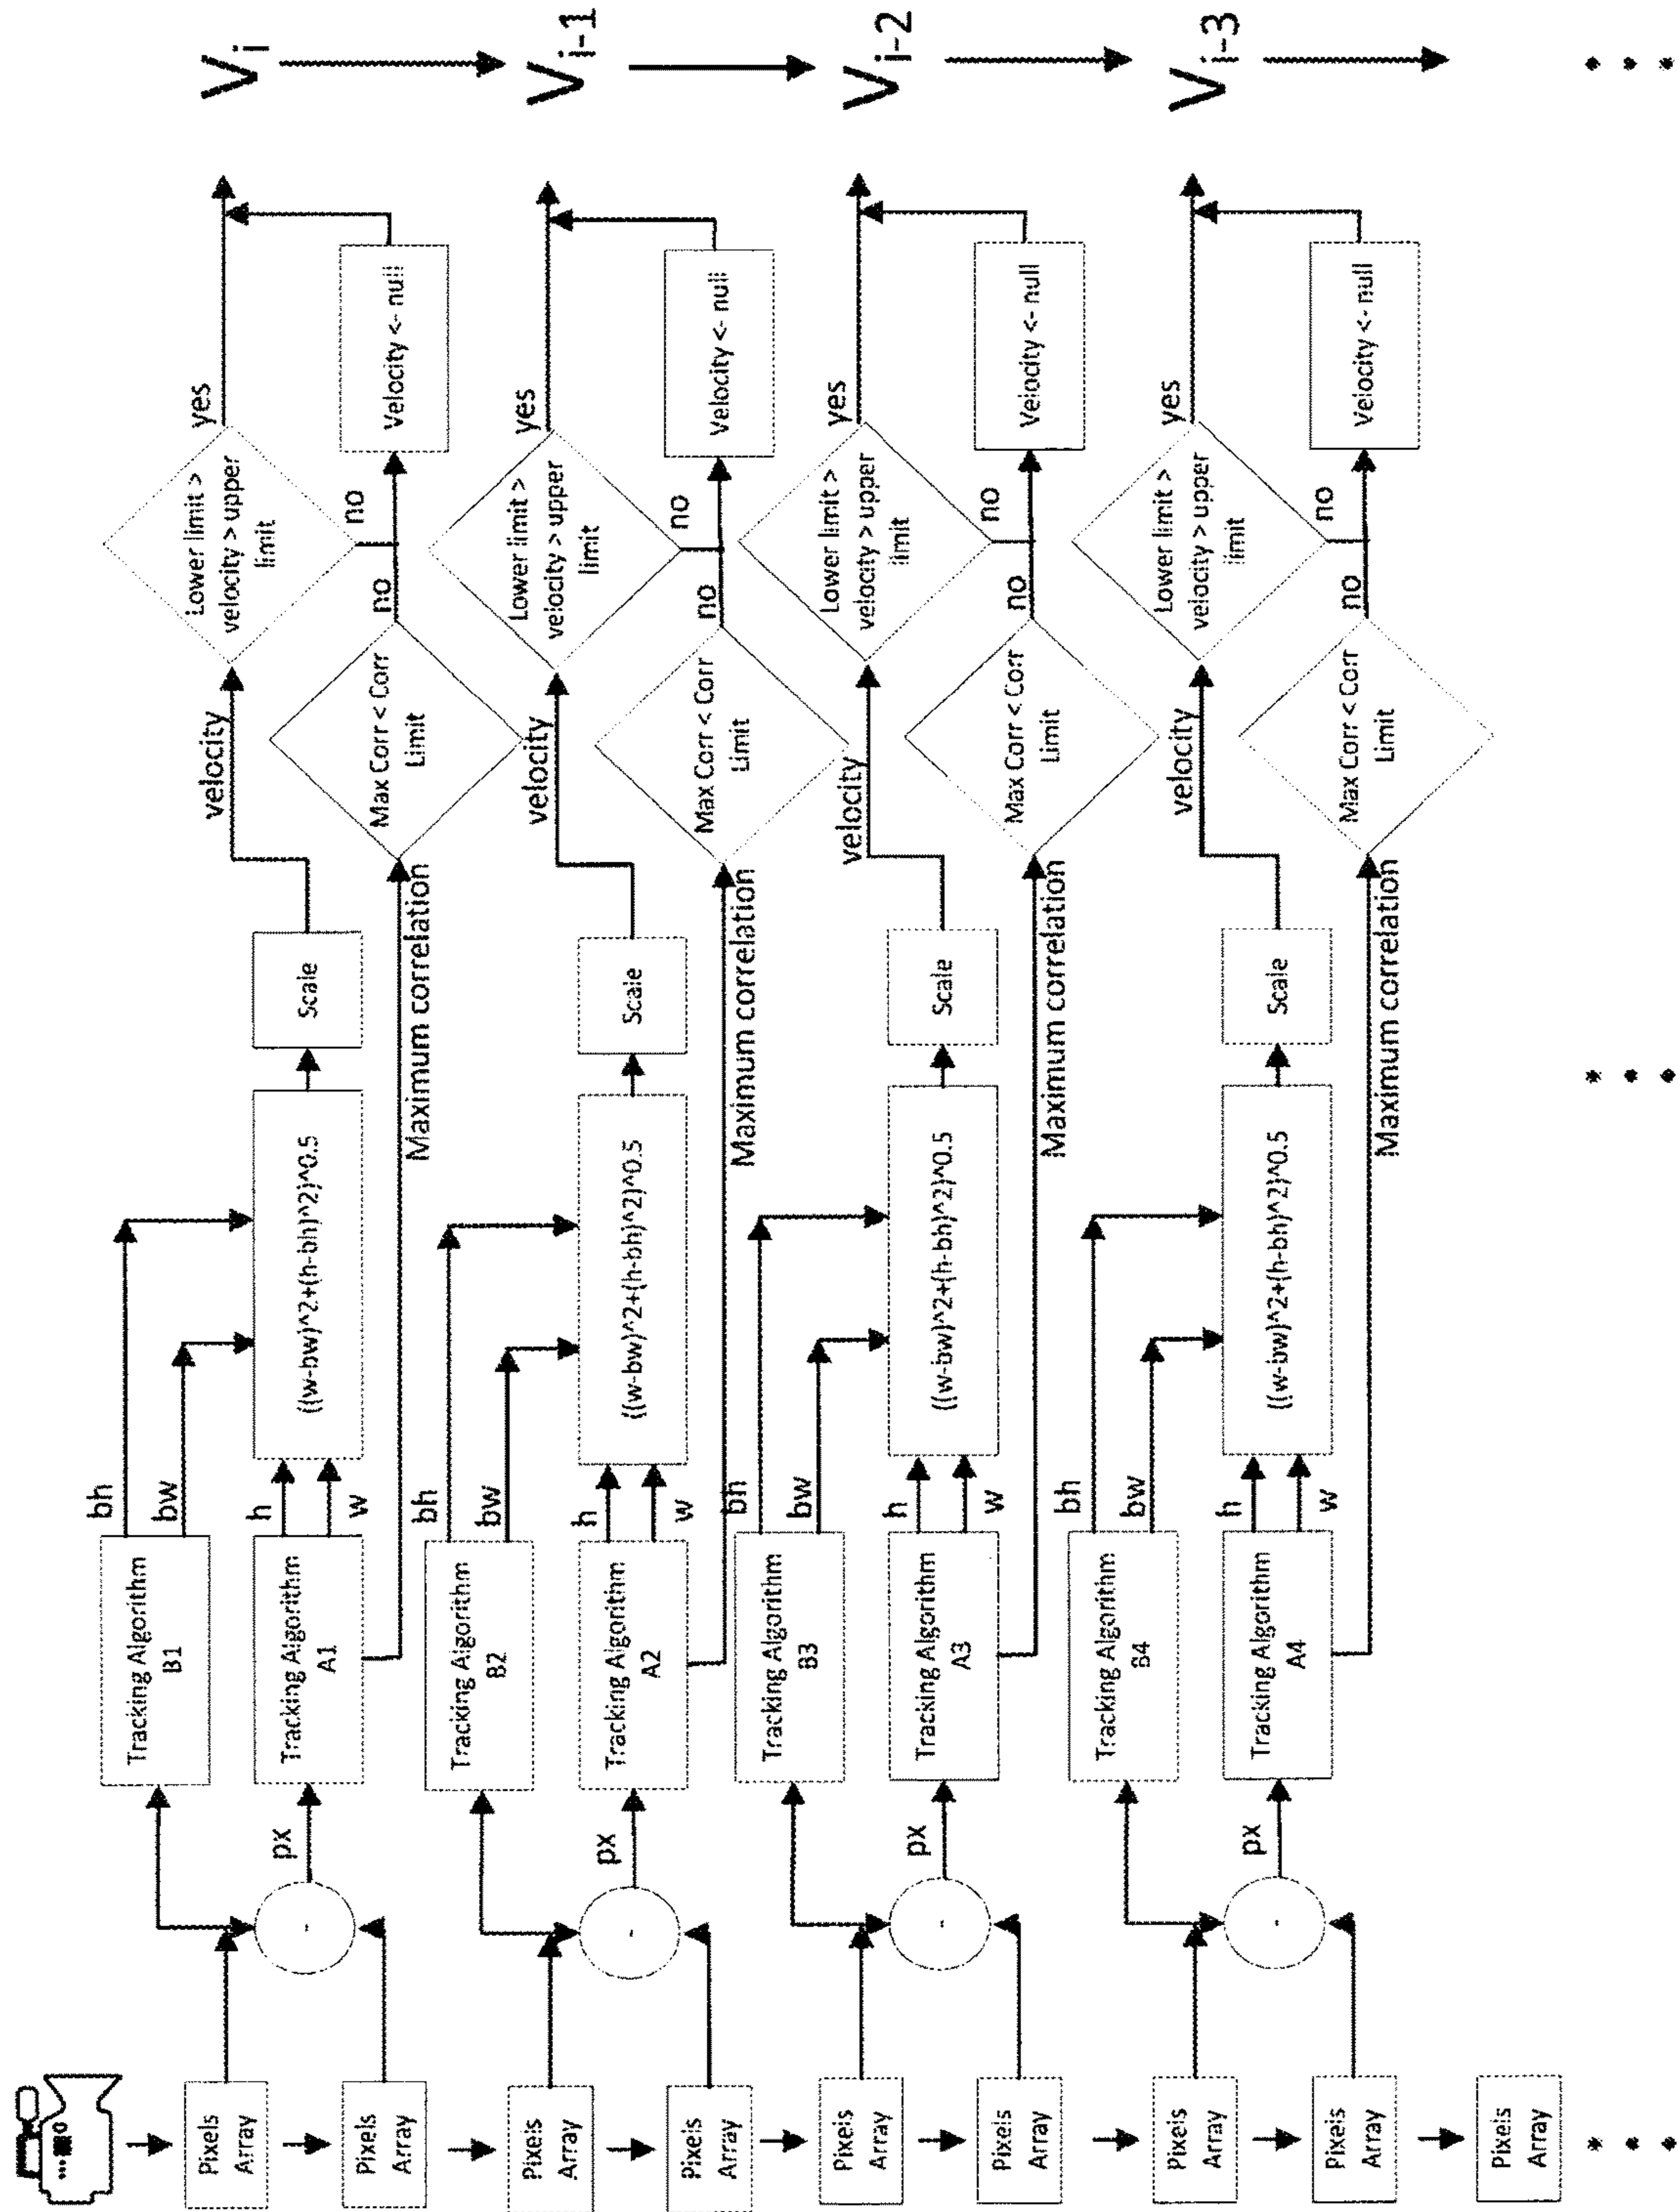 Pixels
Array
Pixels
Array
-
px
Tracking Algorithm
B1
bh
bw
Tracking Algorithm
A1
h
w
((w-bw)^2+(h-bh)^2)^0.5
Scale
Maximum correlation
velocity
Max Corr < Corr
Limit
no
Lower limit >
velocity > upper
limit
yes
no
Velocity <- null
Vi
Pixels
Array
Pixels
Array
-
px
Tracking Algorithm
B2
bh
bw
Tracking Algorithm
A2
h
w
((w-bw)^2+(h-bh)^2)^0.5
Scale
Maximum correlation
velocity
Max Corr < Corr
Limit
no
Lower limit >
velocity > upper
limit
yes
no
Velocity <- null
Vi-1
Pixels
Array
Pixels
Array
-
px
Tracking Algorithm
B3
bh
bw
Tracking Algorithm
A3
h
w
((w-bw)^2+(h-bh)^2)^0.5
Scale
Maximum correlation
velocity
Max Corr < Corr
Limit
no
Lower limit >
velocity > upper
limit
yes
no
Velocity <- null
Vi-2
Pixels
Array
Pixels
Array
-
px
Tracking Algorithm
B4
bh
bw
Tracking Algorithm
A4
h
w
((w-bw)^2+(h-bh)^2)^0.5
Scale
Maximum correlation
velocity
Max Corr < Corr
Limit
no
Lower limit >
velocity > upper
limit
yes
no
Velocity <- null
Vi-3
Pixels
Array